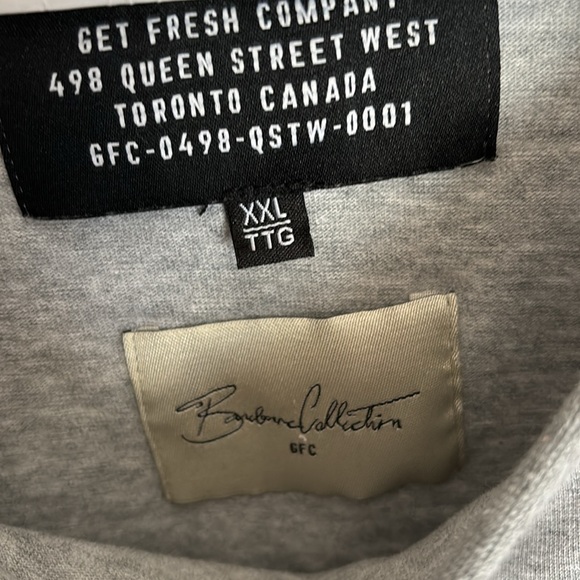 GET FRESH COMPANY
498 QUEEN STREET WEST
TORONTO CANADA
GFC-0498-QSTW-0001
XXL
TTG
Collection
GFC